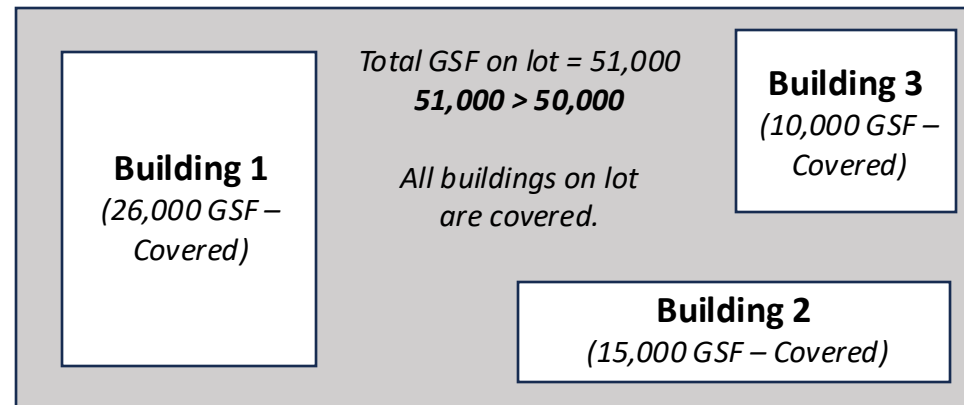 Total GSF on lot = 51,000
51,000 > 50,000
All buildings on lot
are covered.
Building 1
(26,000 GSF –
Covered)
Building 3
(10,000 GSF –
Covered)
Building 2
(15,000 GSF – Covered)